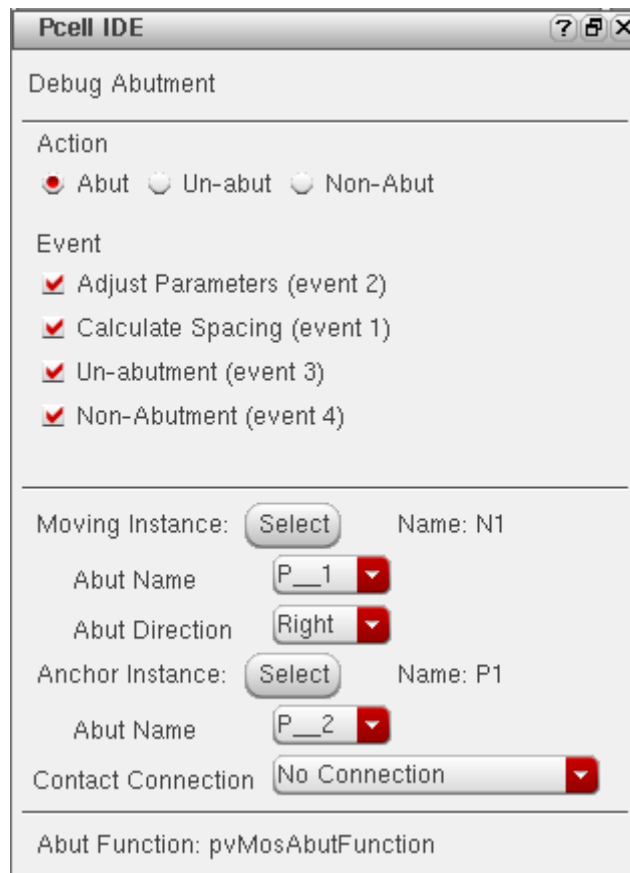 Pcell IDE
Debug Abutment
Action
Abut Un-abut Non-Abut
Event
Adjust Parameters (event 2)
Calculate Spacing (event 1)
Un-abutment (event 3)
Non-Abutment (event 4)
Moving Instance: Select Name: N1
Abut Name P__1
Abut Direction Right
Anchor Instance: Select Name: P1
Abut Name P__2
Contact Connection No Connection
Abut Function: pvMosAbutFunction